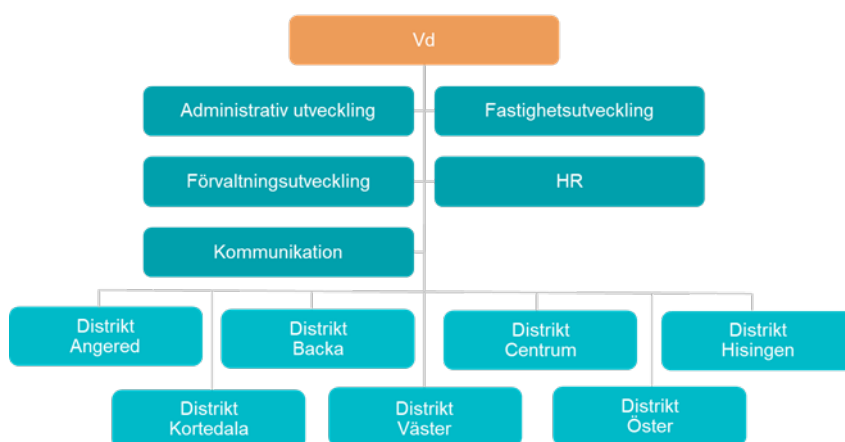 Vd
Administrativ utveckling
Fastighetsutveckling
Förvaltningsutveckling
HR
Kommunikation
Distrikt
Angered
Distrikt
Backa
Distrikt
Centrum
Distrikt
Hisingen
Distrikt
Kortedala
Distrikt
Väster
Distrikt
Öster